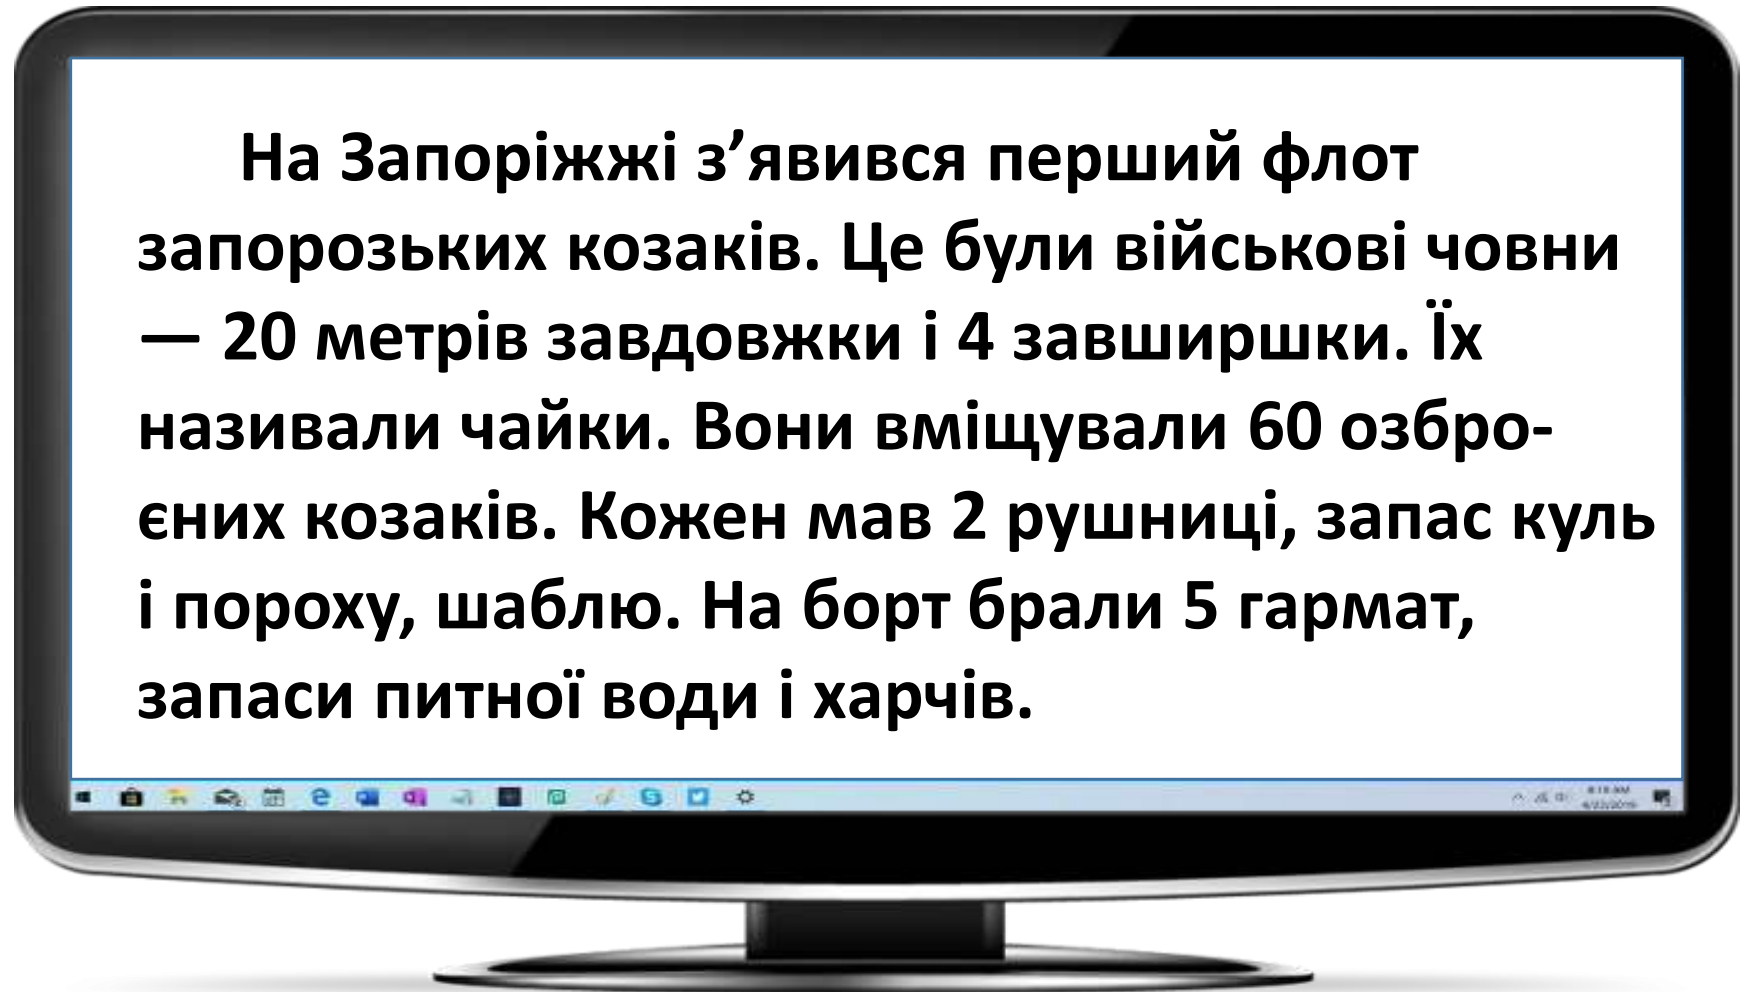 На Запоріжжі з’явився перший флот
запорозьких козаків. Це були військові човни
— 20 метрів завдовжки і 4 завширшки. Їх
називали чайки. Вони вміщували 60 озбро-
єних козаків. Кожен мав 2 рушниці, запас куль
і пороху, шаблю. На борт брали 5 гармат,
запаси питної води і харчів.